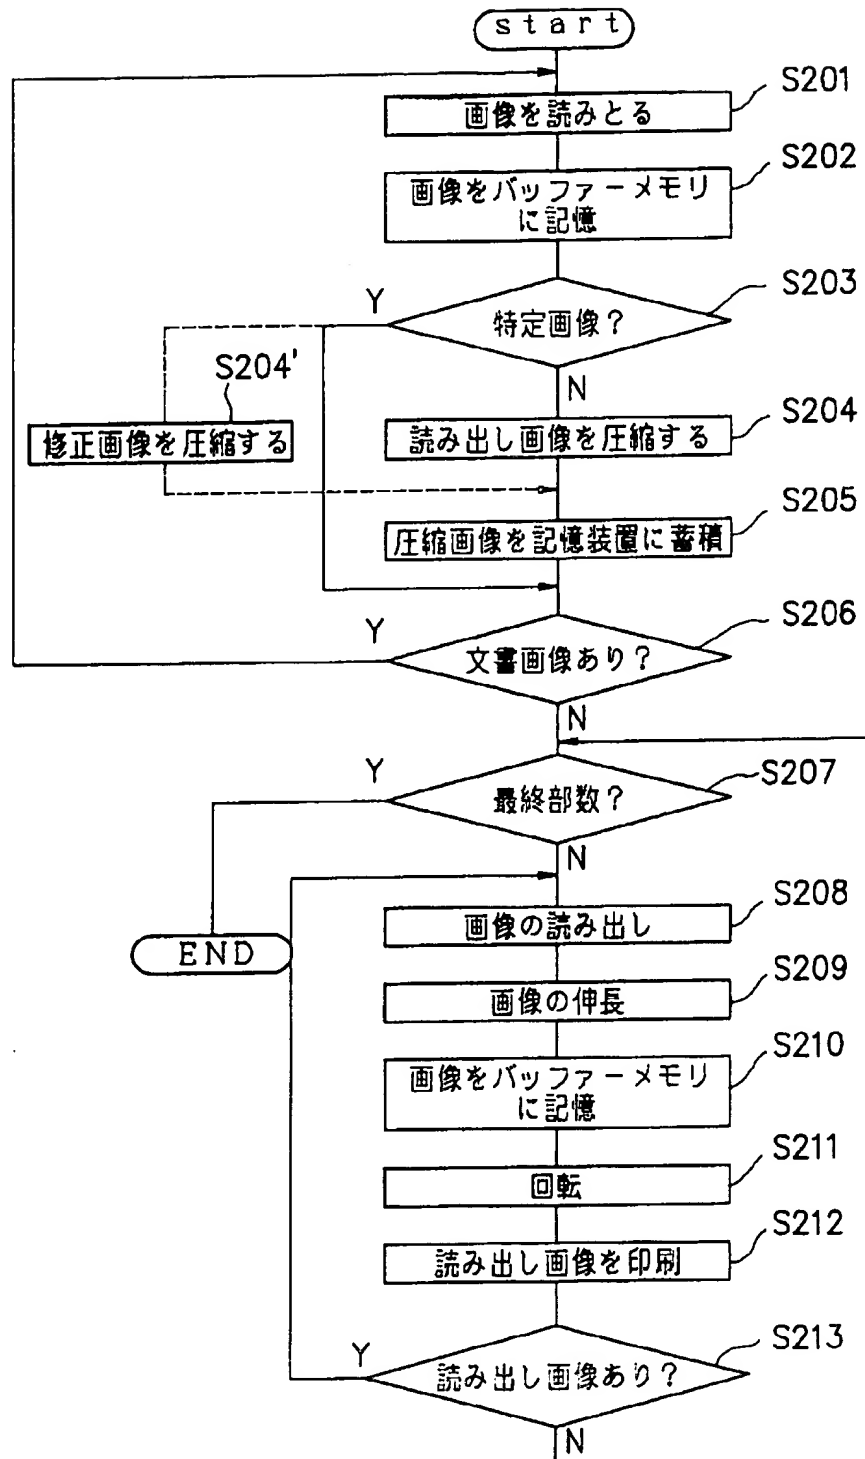 start
S201
画像を読みとる
S202
画像をバッファーメモリ
に記憶
S203
Y
特定画像?
N
S204'
修正画像を圧縮する
S204
読み出し画像を圧縮する
S205
圧縮画像を記憶装置に蓄積
S206
Y
文書画像あり?
N
S207
Y
最終部数?
N
END
S208
画像の読み出し
S209
画像の伸長
S210
画像をバッファーメモリ
に記憶
S211
回転
S212
読み出し画像を印刷
S213
Y
読み出し画像あり?
N